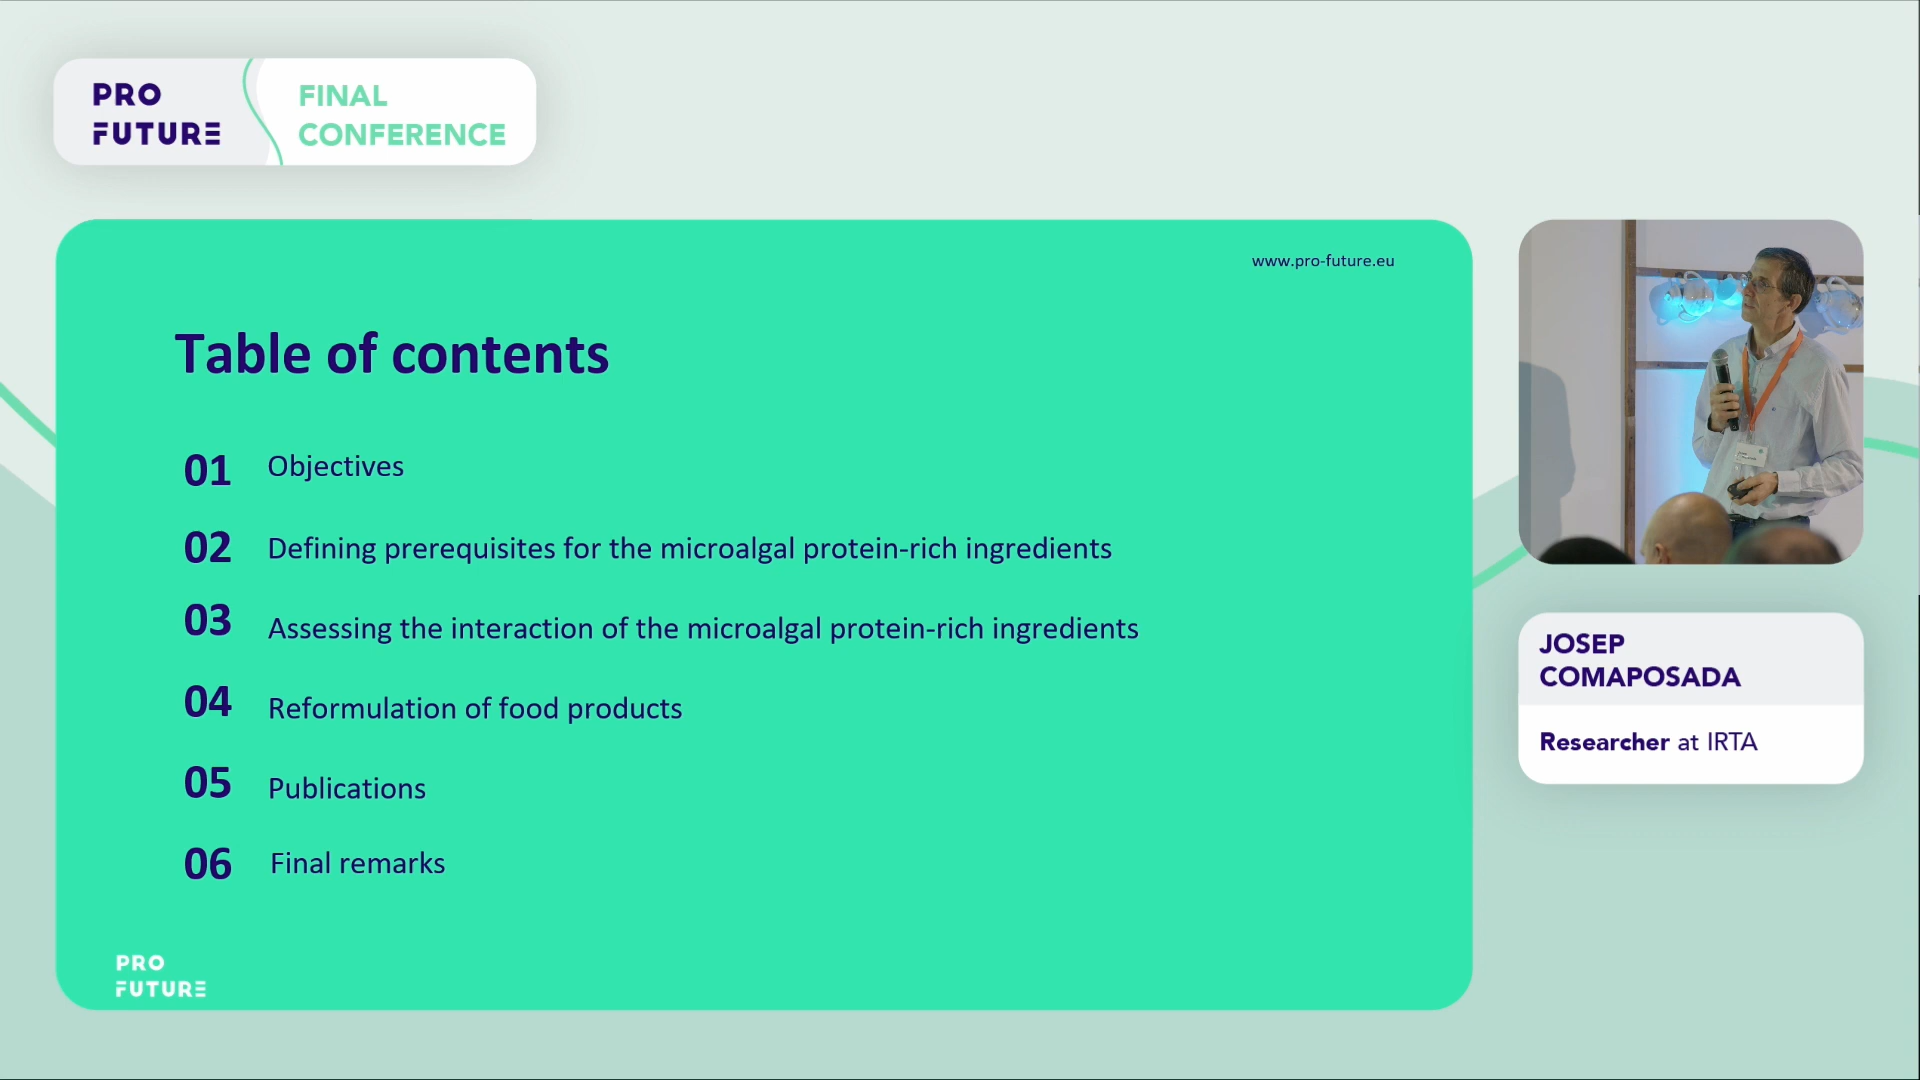 PRO
FUTURE
FINAL
CONFERENCE
www.pro-future.eu
Table of contents
01 Objectives
02 Defining prerequisites for the microalgal protein-rich ingredients
03 Assessing the interaction of the microalgal protein-rich ingredients
04 Reformulation of food products
05 Publications
06 Final remarks
PRO
FUTURE
JOSEP
COMAPOSADA
Researcher at IRTA